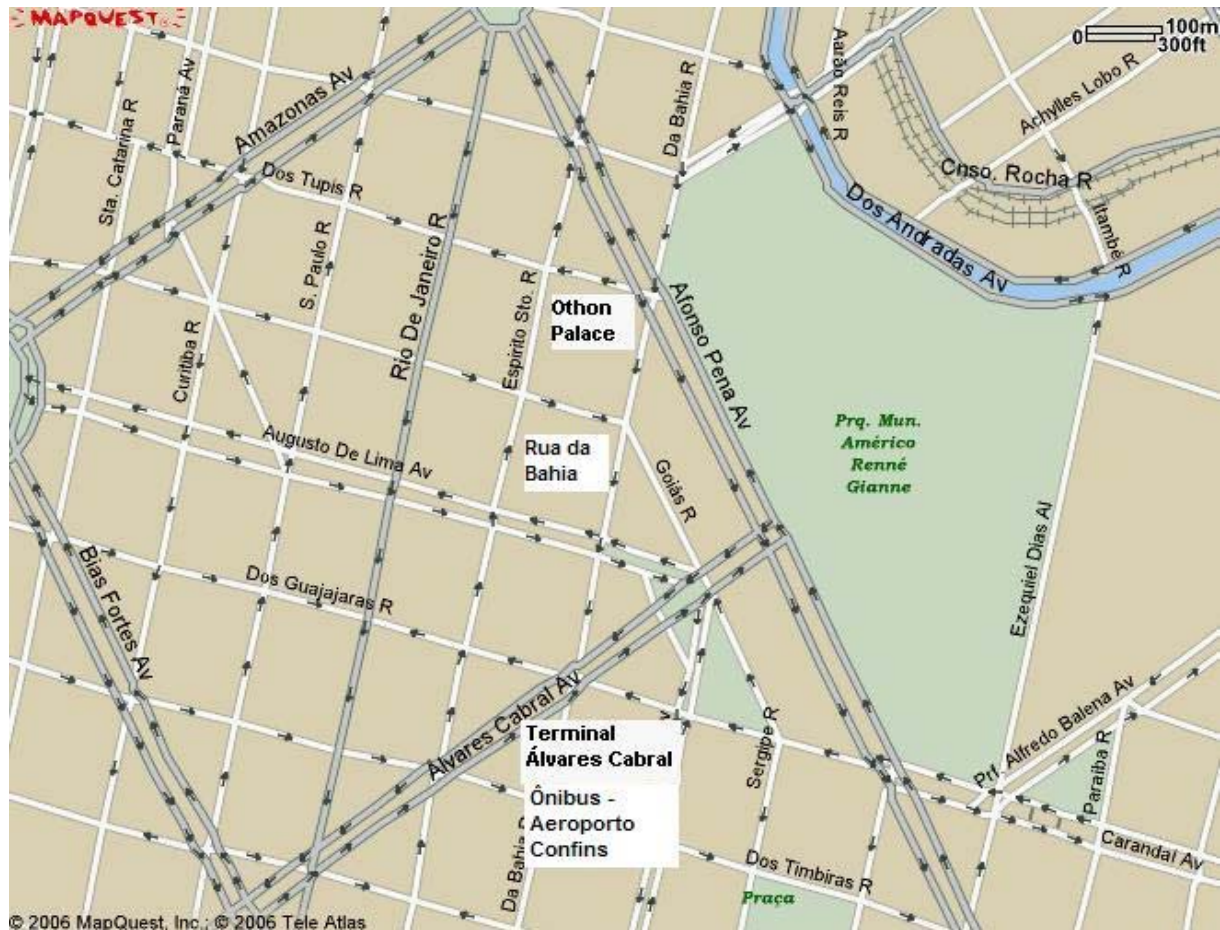 MAPQUEST
100m
0
300ft
Aarão Reis R
Achylles Lobo R
Da Bahia R
Paraná Av
Amazonas Av
Sta. Catarina R
Cnso. Rocha R
Dos Tupis R
Dos Andradas Av
Itambé R
S. Paulo R
Rio De Janeiro R
Espirito Sto. R
Othon
Palace
Afonso Pena Av
Curitiba R
Prq. Mun.
Américo
Renné
Gianne
Augusto De Lima Av
Rua da
Bahia
Goiás R
Ezequiel Dias Al
Bias Fortes Av
Dos Guajajaras R
Álvares Cabral Av
Terminal
Álvares Cabral
Sergipe R
Prf. Alfredo Balena Av
Paraiba R
Ônibus -
Aeroporto
Confins
Da Bahia R
Carandal Av
Dos Timbiras R
Praça
© 2006 MapQuest, Inc.; © 2006 Tele Atlas